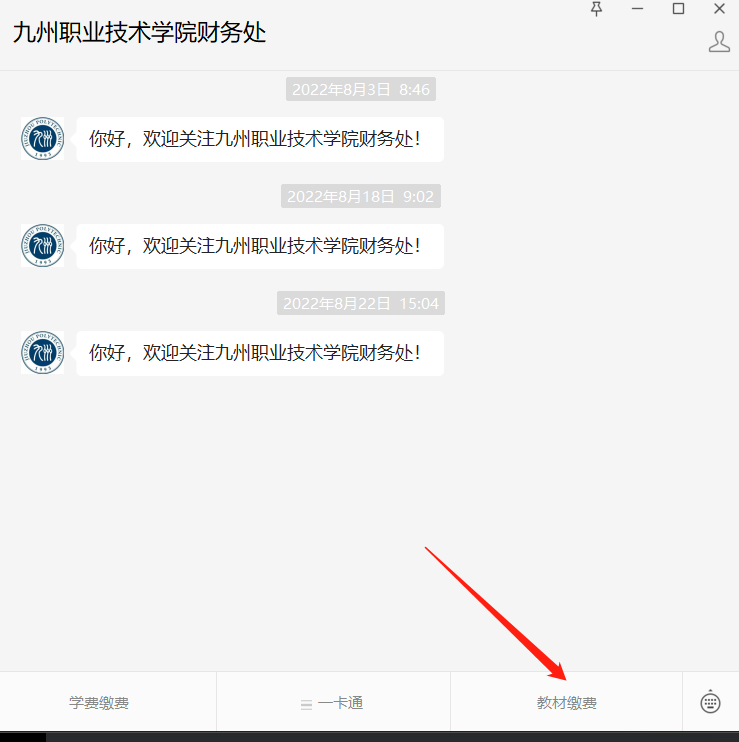 九州职业技术学院财务处
2022年8月3日 8:46
你好，欢迎关注九州职业技术学院财务处！
2022年8月18日 9:02
你好，欢迎关注九州职业技术学院财务处！
2022年8月22日 15:04
你好，欢迎关注九州职业技术学院财务处！
学费缴费
一卡通
教材缴费